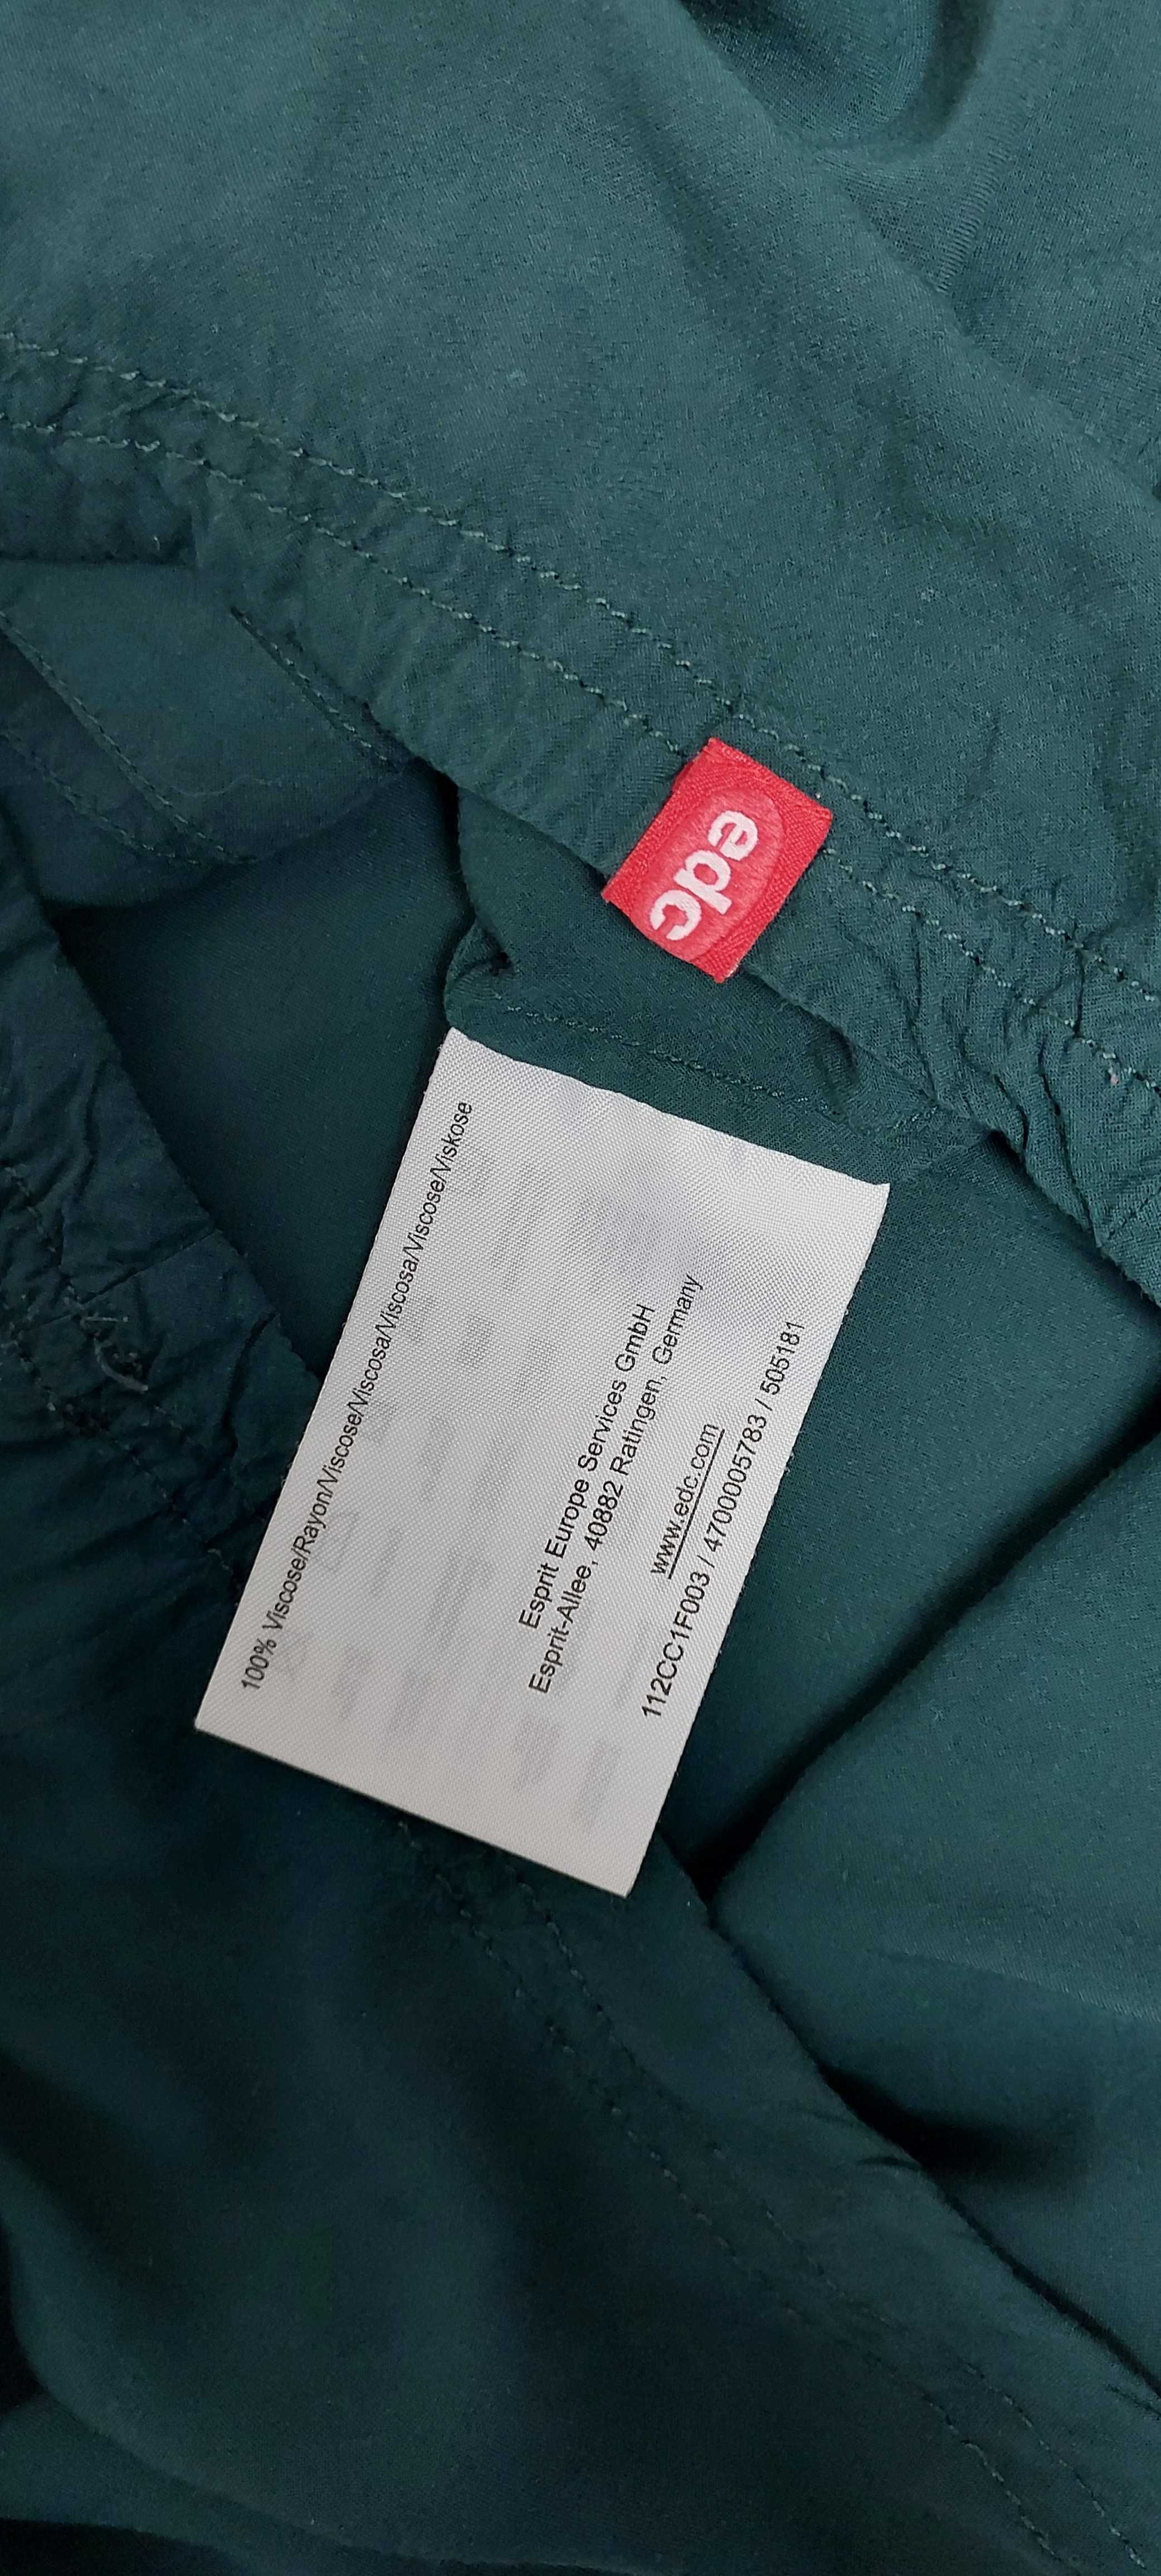 edc
100% Viscose/Rayon/Viscose/Viscosa/Viscosa/Viscose/Viskose
Esprit Europe Services GmbH
Esprit-Allee, 40882 Ratingen, Germany
www.edc.com
112CC1F003 / 4700005783 / 505181